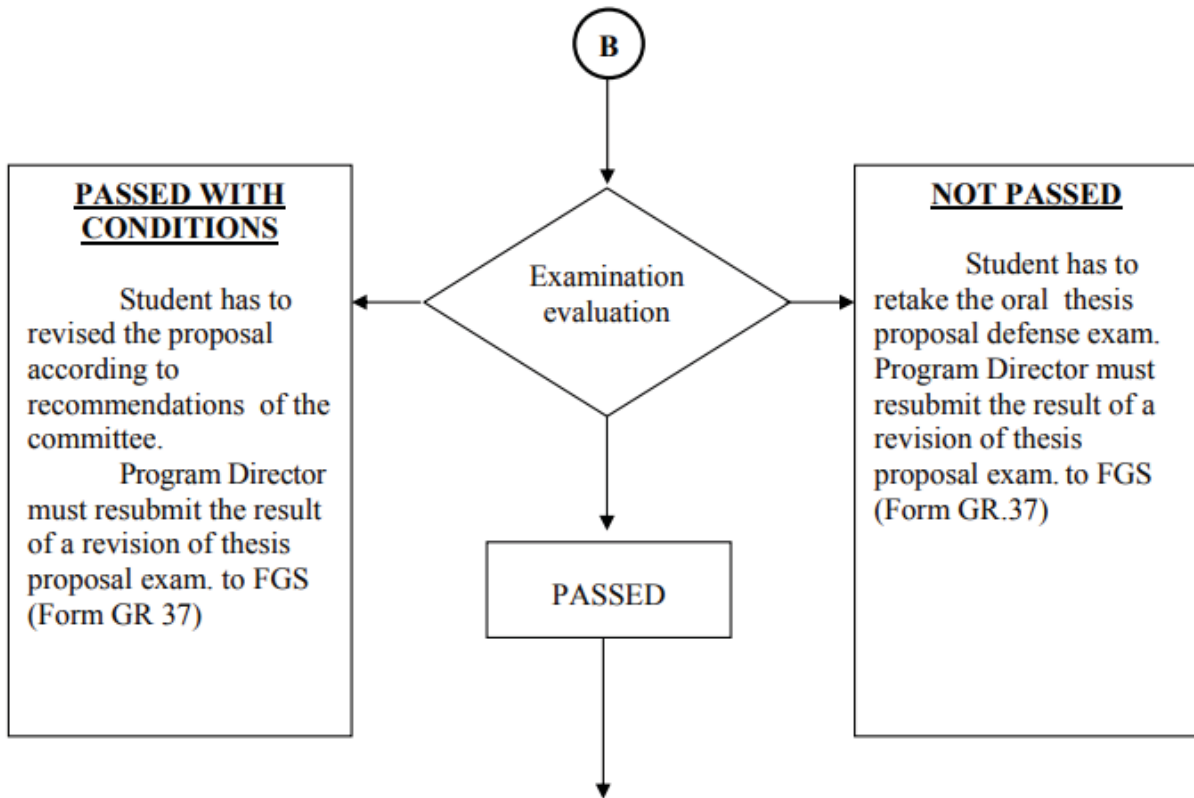 B
PASSED WITH
CONDITIONS
Student has to
revised the proposal
according to
recommendations of the
committee.
Program Director
must resubmit the result
of a revision of thesis
proposal exam. to FGS
(Form GR 37)
Examination
evaluation
NOT PASSED
Student has to
retake the oral thesis
proposal defense exam.
Program Director must
resubmit the result of a
revision of thesis
proposal exam. to FGS
(Form GR.37)
PASSED